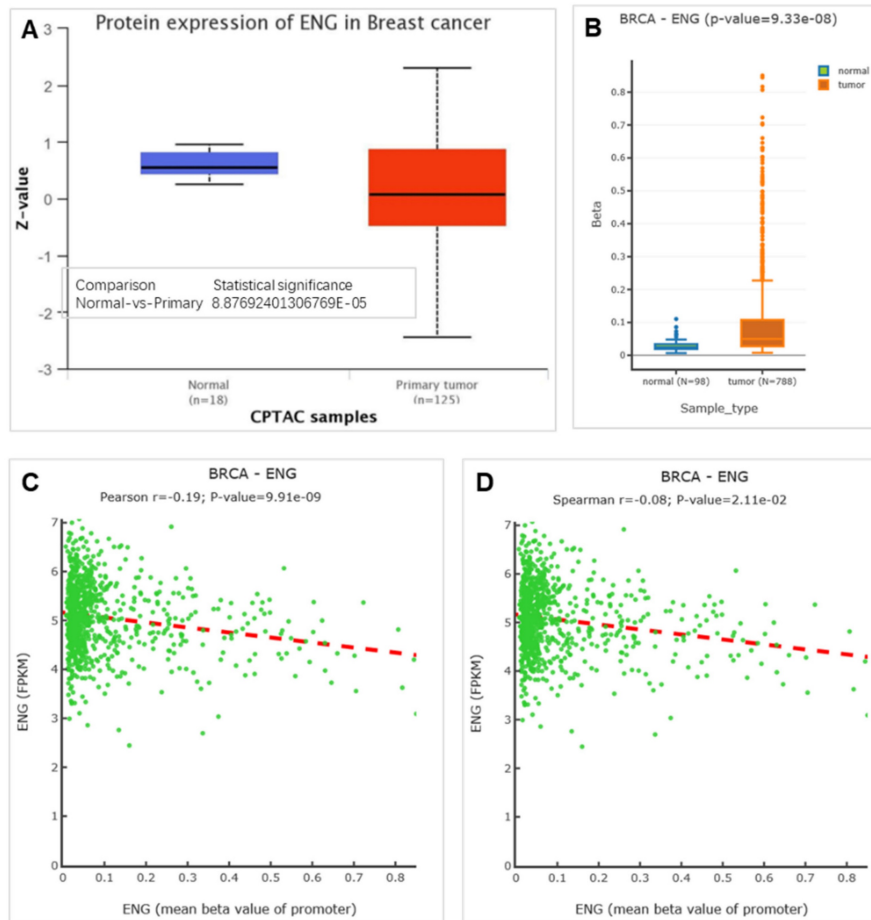 A
Protein expression of ENG in Breast cancer
3
2
1
0
-1
-2
-3
Z-value
Comparison Statistical significance
Normal-vs-Primary 8.87692401306769E-05
Normal
(n=18)
Primary tumor
(n=125)
CPTAC samples
B
BRCA - ENG (p-value=9.33e-08)
normal
tumor
0.8
0.7
0.6
0.5
0.4
0.3
0.2
0.1
0
Beta
normal (N=98)
tumor (N=788)
Sample_type
C
BRCA - ENG
Pearson r=-0.19; P-value=9.91e-09
7
6
5
4
3
2
1
0
ENG (FPKM)
0 0.1 0.2 0.3 0.4 0.5 0.6 0.7 0.8
ENG (mean beta value of promoter)
D
BRCA - ENG
Spearman r=-0.08; P-value=2.11e-02
7
6
5
4
3
2
1
0
ENG (FPKM)
0 0.1 0.2 0.3 0.4 0.5 0.6 0.7 0.8
ENG (mean beta value of promoter)